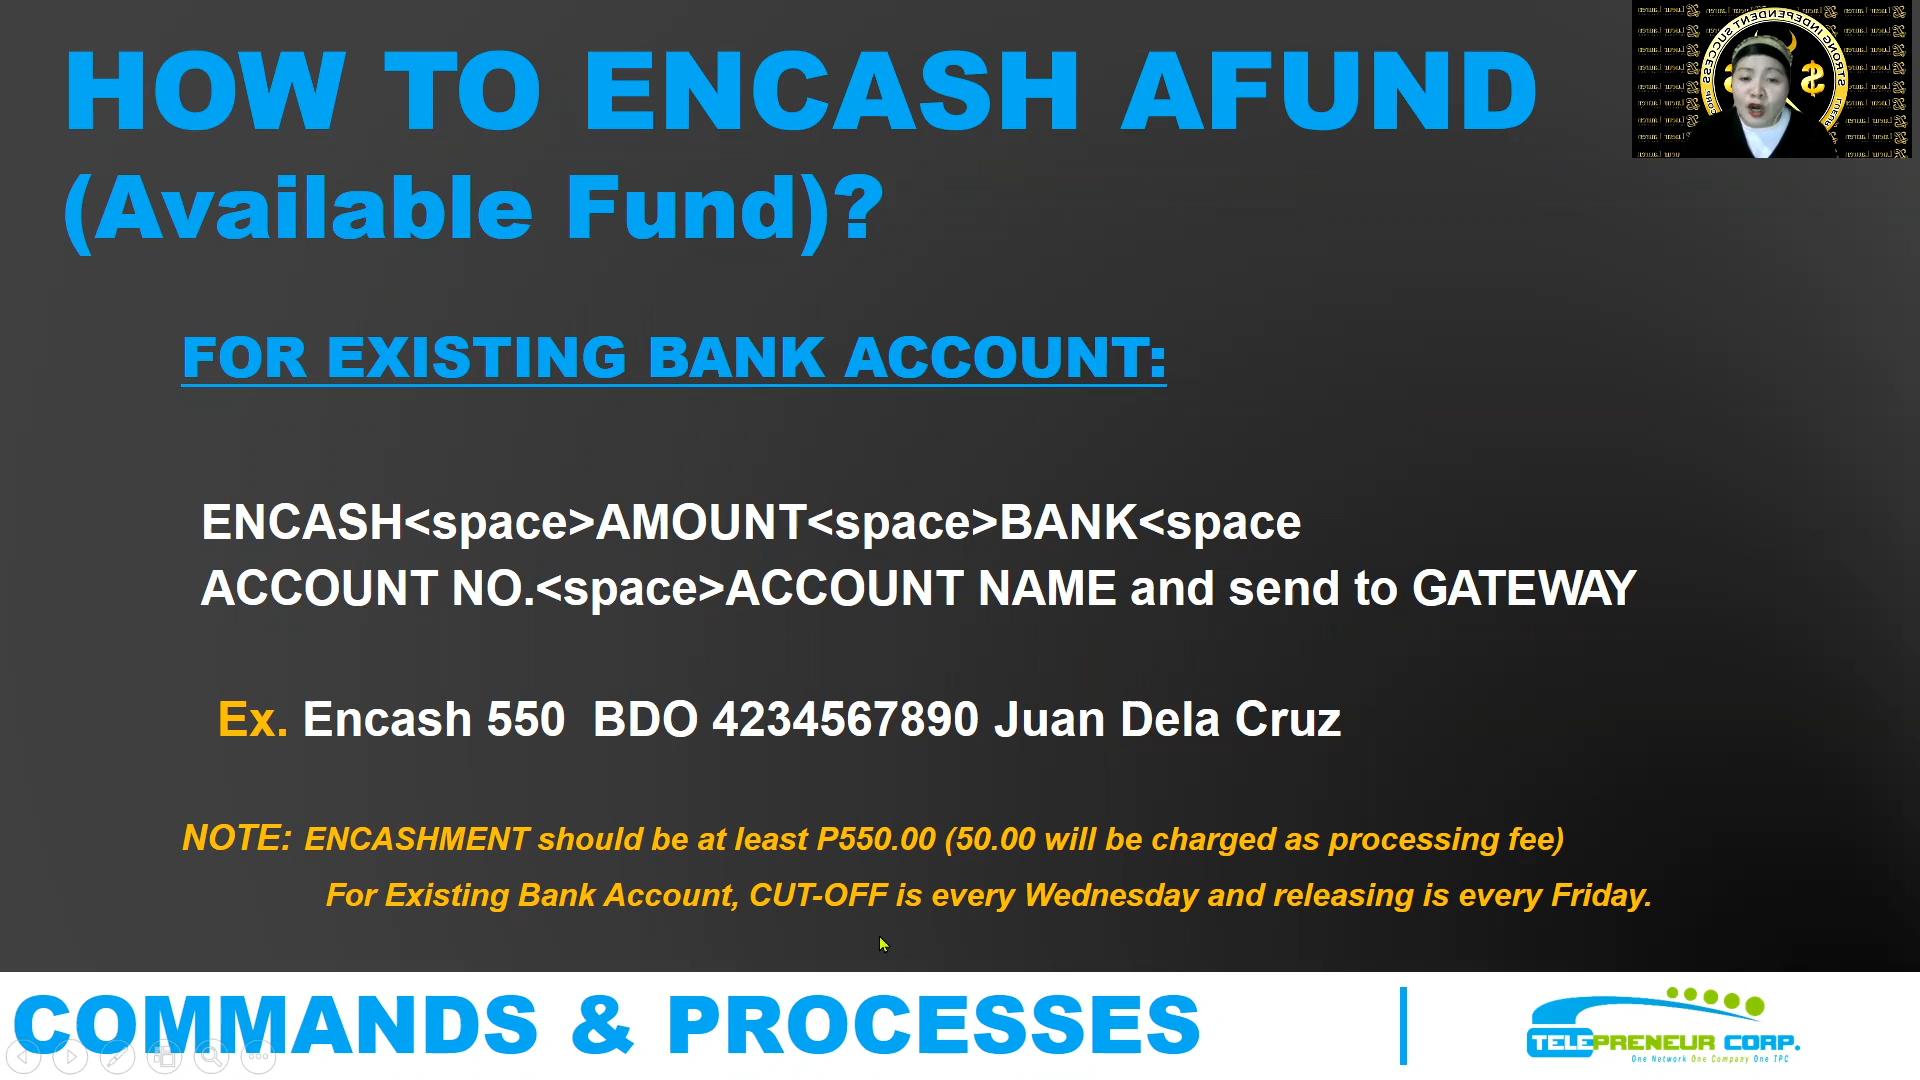 HOW TO ENCASH AFUND
(Available Fund)?
FOR EXISTING BANK ACCOUNT:
ENCASH<space>AMOUNT<space>BANK<space
ACCOUNT NO.<space>ACCOUNT NAME and send to GATEWAY
Ex. Encash 550  BDO 4234567890 Juan Dela Cruz
NOTE: ENCASHMENT should be at least P550.00 (50.00 will be charged as processing fee)
For Existing Bank Account, CUT-OFF is every Wednesday and releasing is every Friday.
COMMANDS & PROCESSES
TELEPRENEUR CORP.
One Network One Company One TPC
STRONG INDEPENDENT SUCCESS